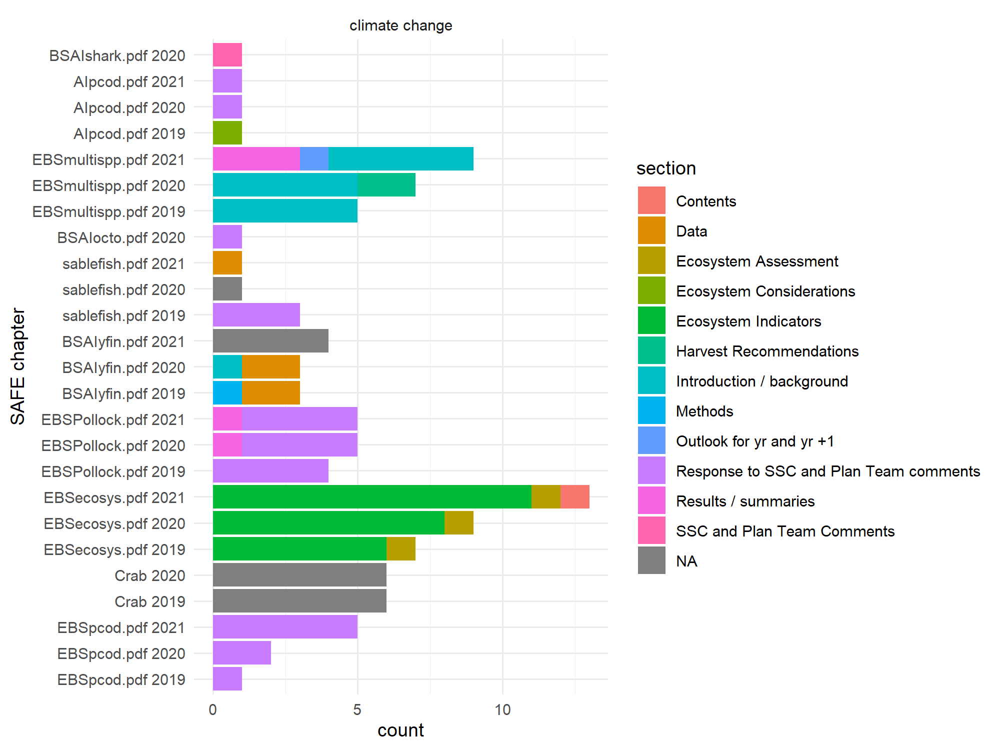 climate change
BSAIshark.pdf 2020
AIpcod.pdf 2021
AIpcod.pdf 2020
AIpcod.pdf 2019
EBSmultispp.pdf 2021
EBSmultispp.pdf 2020
EBSmultispp.pdf 2019
BSAIocto.pdf 2020
sablefish.pdf 2021
sablefish.pdf 2020
sablefish.pdf 2019
BSAIyfin.pdf 2021
BSAIyfin.pdf 2020
BSAIyfin.pdf 2019
EBSPollock.pdf 2021
EBSPollock.pdf 2020
EBSPollock.pdf 2019
EBSecosys.pdf 2021
EBSecosys.pdf 2020
EBSecosys.pdf 2019
Crab 2020
Crab 2019
EBSpcod.pdf 2021
EBSpcod.pdf 2020
EBSpcod.pdf 2019
SAFE chapter
0 5 10
count
section
Contents
Data
Ecosystem Assessment
Ecosystem Considerations
Ecosystem Indicators
Harvest Recommendations
Introduction / background
Methods
Outlook for yr and yr +1
Response to SSC and Plan Team comments
Results / summaries
SSC and Plan Team Comments
NA